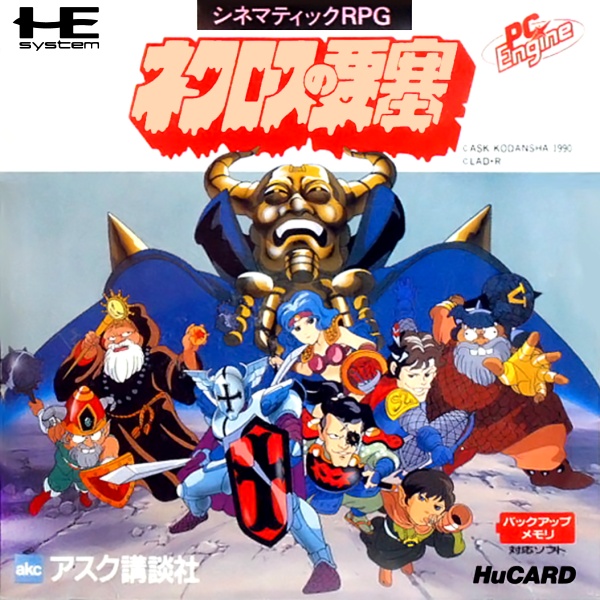 HE
system
シネマティックRPG
PC
Engine
ネクロスの要塞
©ASK KODANSHA 1990
©LAD・R
V
バックアップ
メモリ
対応ソフト
akc アスク講談社
HuCARD